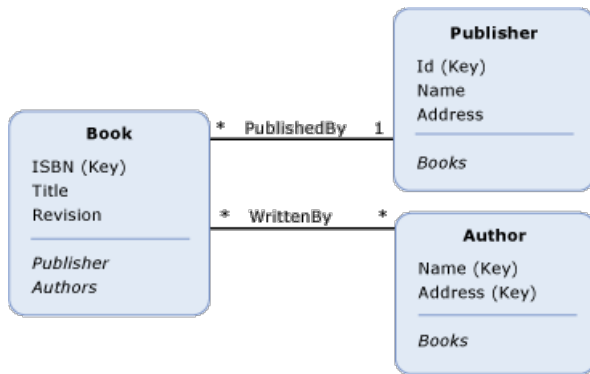 Book
ISBN (Key)
Title
Revision
Publisher
Authors
* PublishedBy 1
* WrittenBy *
Publisher
Id (Key)
Name
Address
Books
Author
Name (Key)
Address (Key)
Books